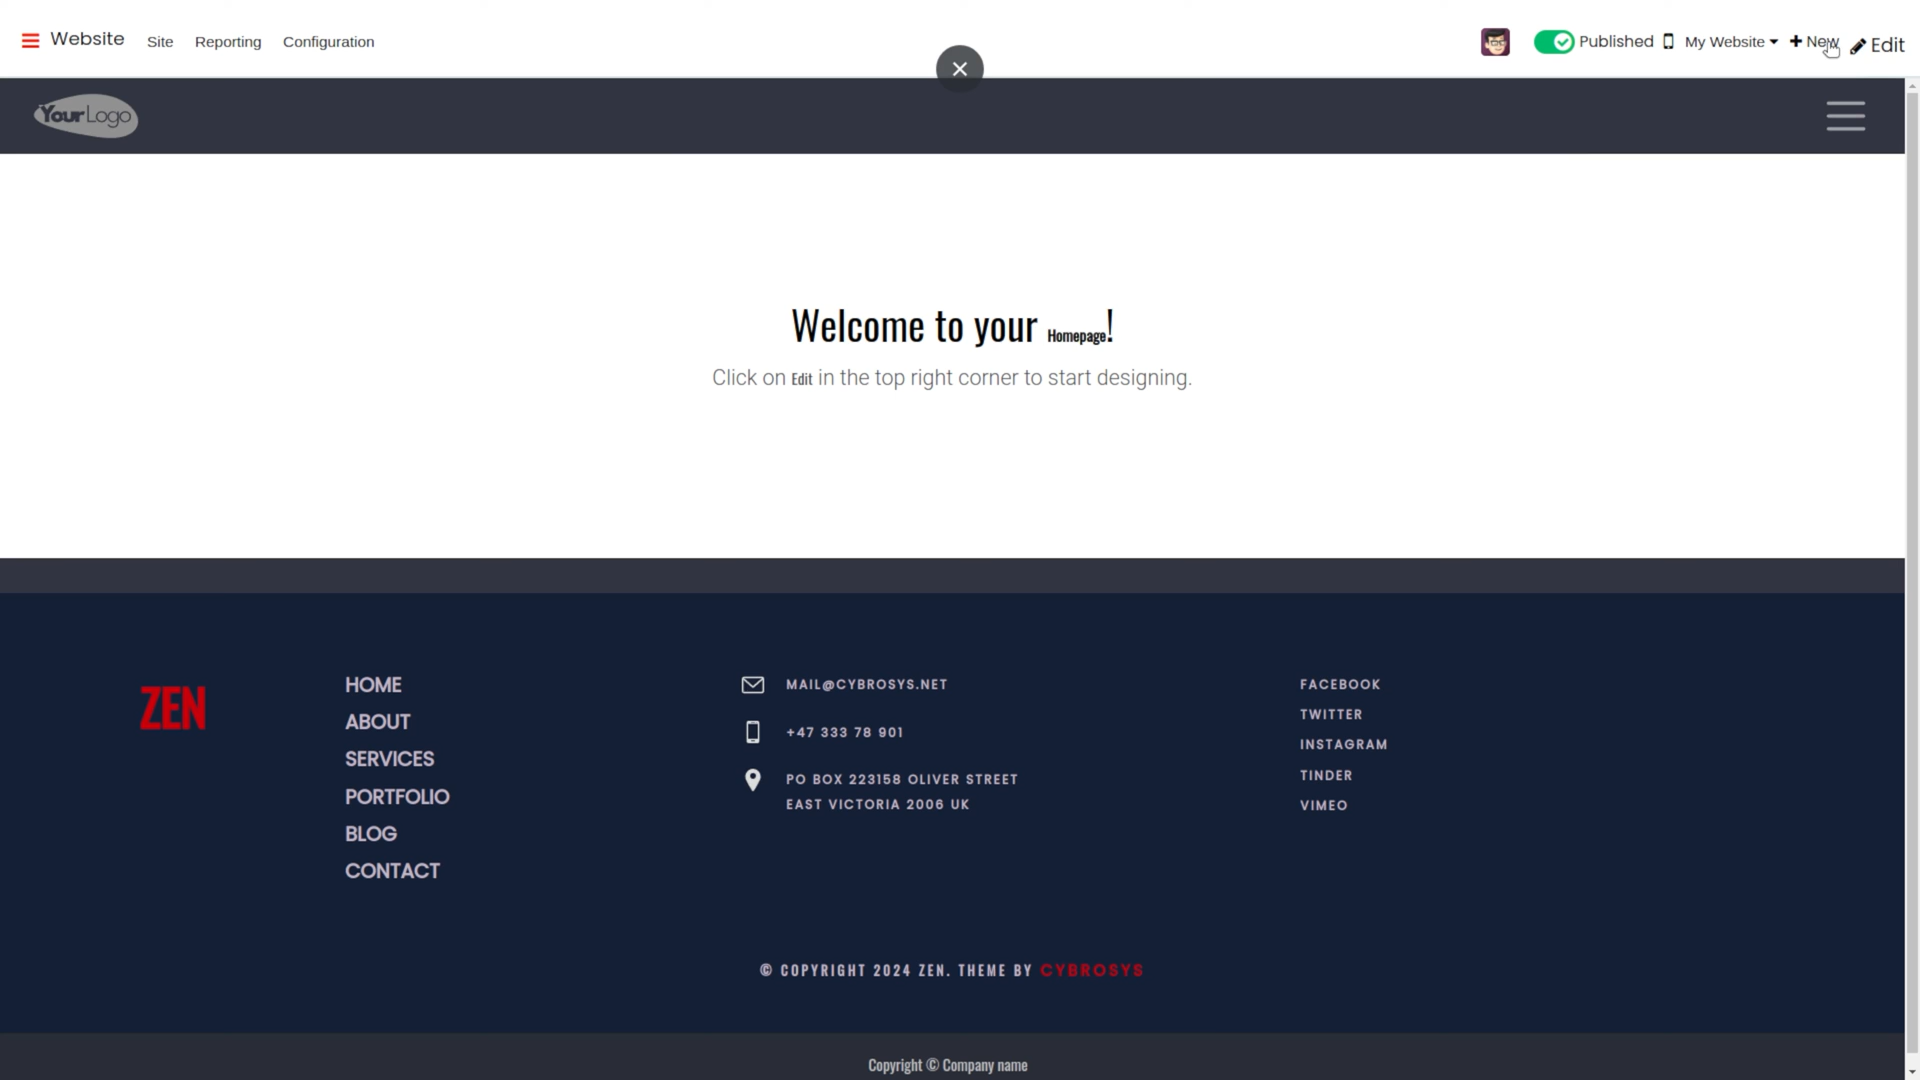 Website Site Reporting Configuration Published My Website New Edit
YourLogo
Welcome to your Homepage!
Click on Edit in the top right corner to start designing.
ZEN
HOME
ABOUT
SERVICES
PORTFOLIO
BLOG
CONTACT
MAIL@CYBROSYS.NET
+47 333 78 901
PO BOX 223158 OLIVER STREET
EAST VICTORIA 2006 UK
FACEBOOK
TWITTER
INSTAGRAM
TINDER
VIMEO
© COPYRIGHT 2024 ZEN. THEME BY CYBROSYS
Copyright © Company name